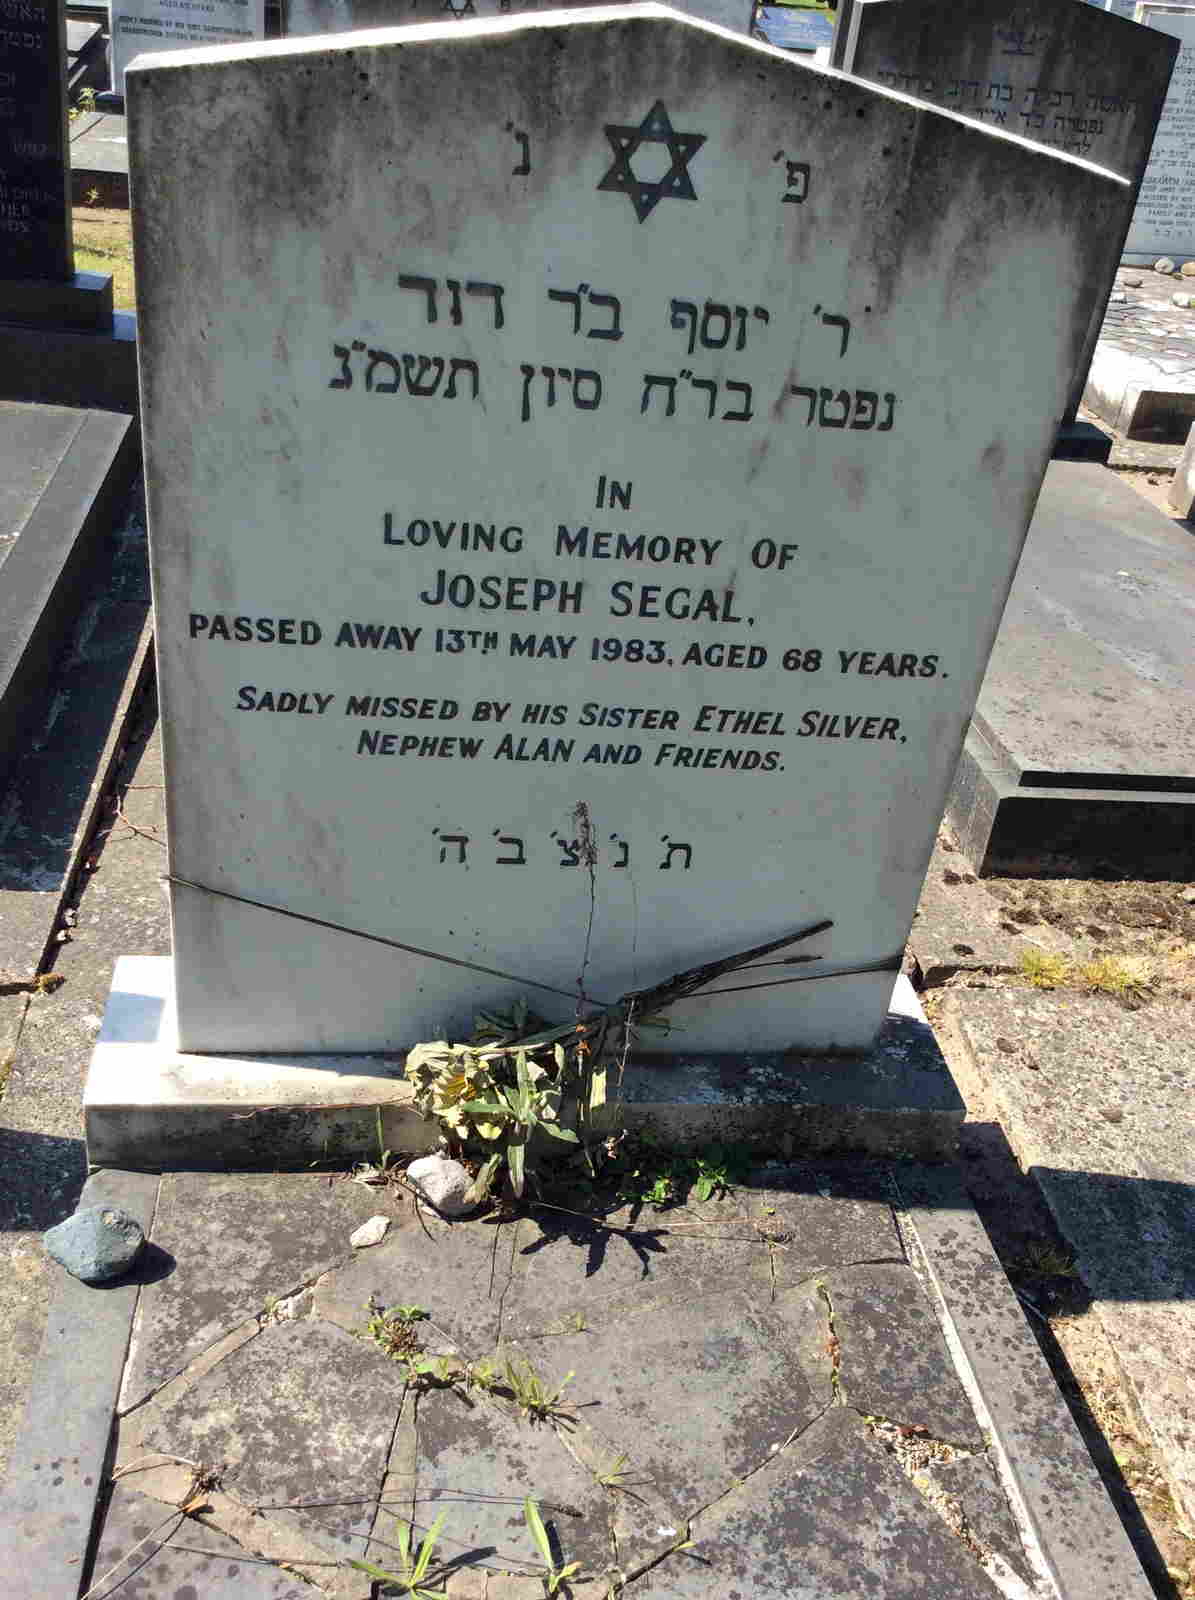 פ' נ'
ר' יוסף ב"ר דוד
נפטר בר"ח סיון תשמ"ג
IN
LOVING MEMORY OF
JOSEPH SEGAL,
PASSED AWAY 13TH MAY 1983, AGED 68 YEARS.
SADLY MISSED BY HIS SISTER ETHEL SILVER,
NEPHEW ALAN AND FRIENDS.
ת' נ' צ' ב' ה'